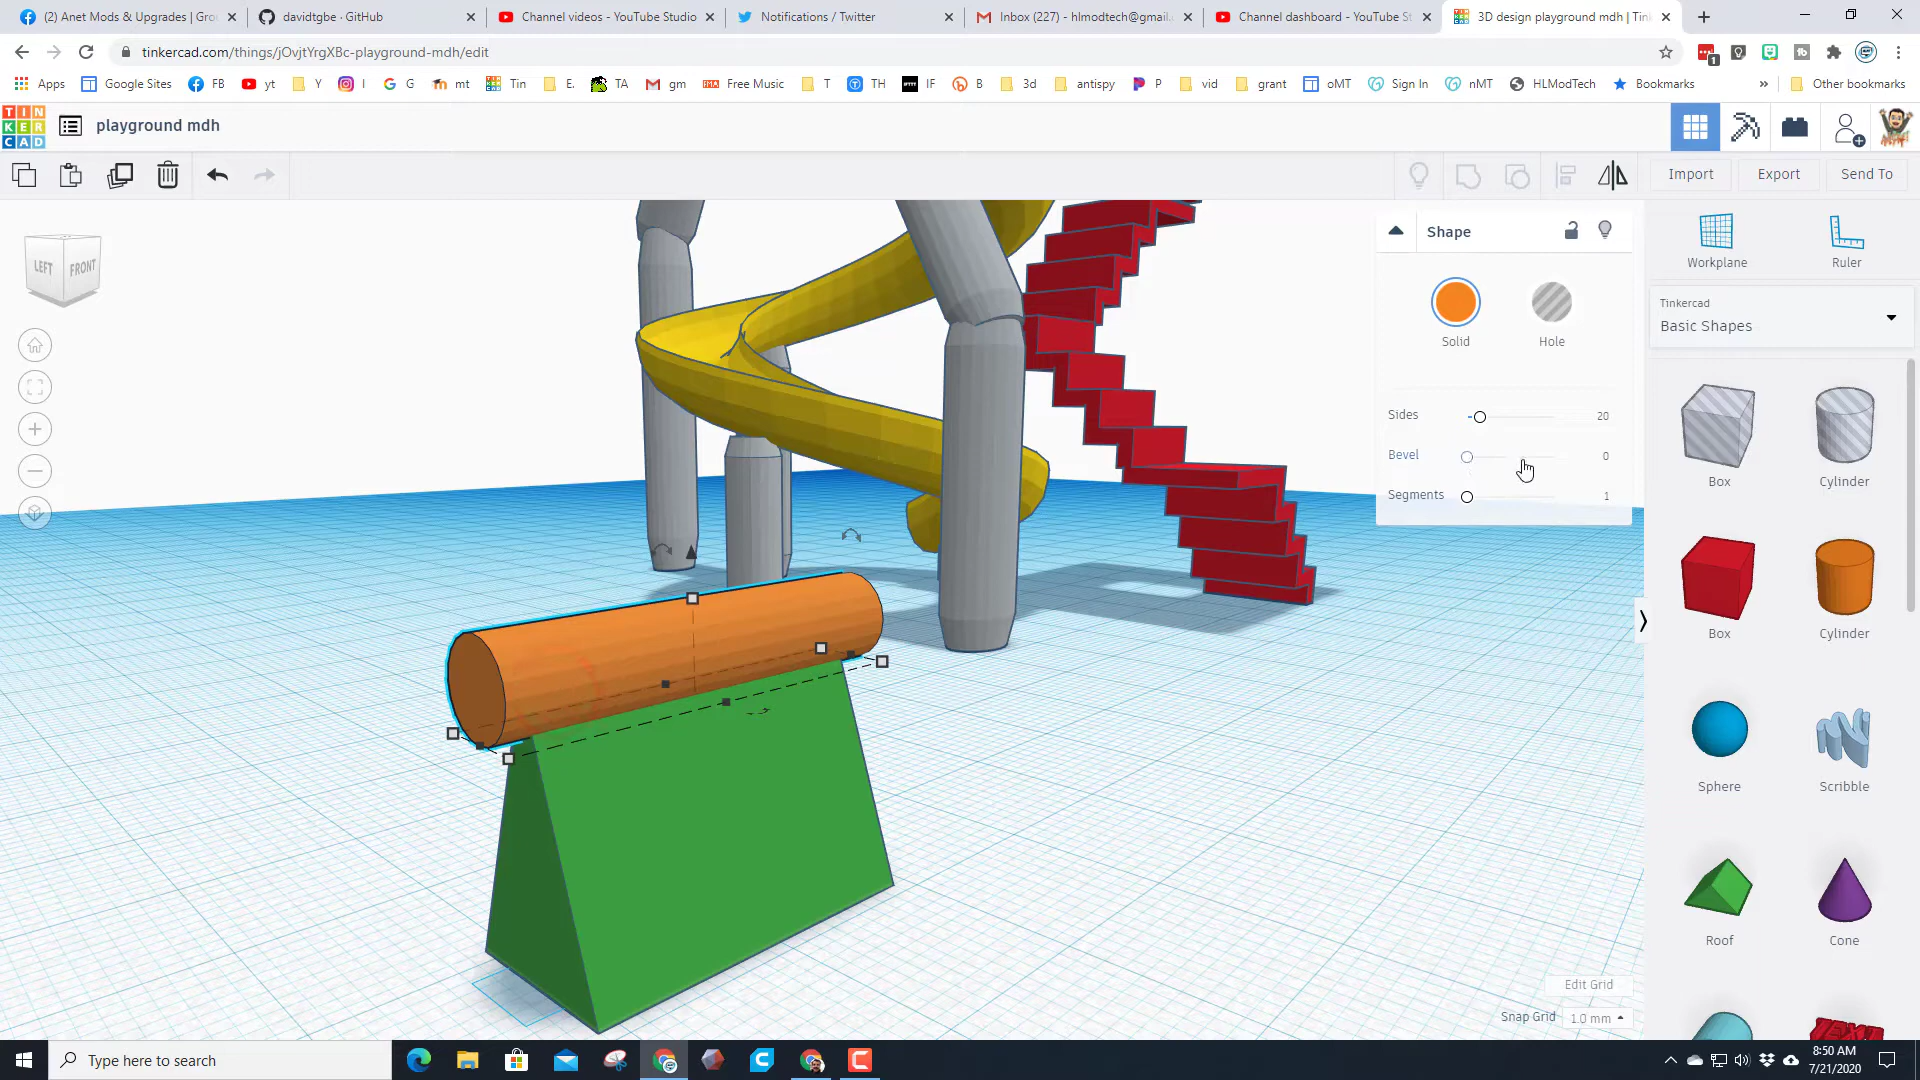 (2) Anet Mods & Upgrades | Gro
davidtgbe · GitHub
Channel videos - YouTube Studio
Notifications / Twitter
Inbox (227) - hlmodtech@gmail.
Channel dashboard - YouTube St
3D design playground mdh | Tin
tinkercad.com/things/jOvjtYrgXBc-playground-mdh/edit
Apps
Google Sites
FB
yt
Y
I
G
mt
Tin
E.
TA
gm
Free Music
T
TH
IF
B
3d
antispy
P
vid
grant
oMT
Sign In
nMT
HLModTech
Bookmarks
»
Other bookmarks
TIN
KER
CAD
playground mdh
Import
Export
Send To
LEFT
FRONT
Shape
Solid
Hole
Sides
20
Bevel
0
Segments
1
Workplane
Ruler
Tinkercad
Basic Shapes
Box
Cylinder
Box
Cylinder
Sphere
Scribble
Roof
Cone
TEXT
Edit Grid
Snap Grid
1.0 mm
Type here to search
8:50 AM
7/21/2020